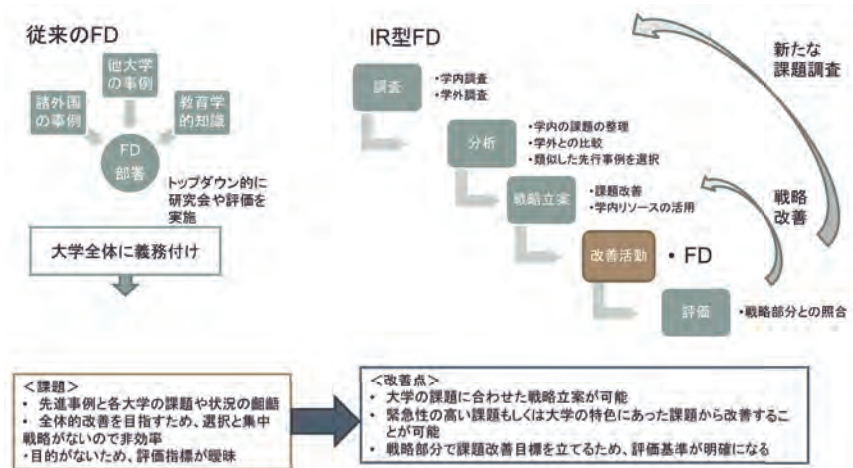 従来のFD
他大学
の事例
諸外国
の事例
教育学
的知識
FD
部署
トップダウン的に
研究会や評価を
実施
大学全体に義務付け
IR型FD
調査
・学内調査
・学外調査
分析
・学内の課題の整理
・学外との比較
・類似した先行事例を選択
戦略立案
・課題改善
・学内リソースの活用
改善活動
・FD
評価
・戦略部分との照合
新たな
課題調査
戦略
改善
<課題>
• 先進事例と各大学の課題や状況の齟齬
• 全体的改善を目指すため、選択と集中
戦略がないので非効率
・目的がないため、評価指標が曖昧
<改善点>
• 大学の課題に合わせた戦略立案が可能
• 緊急性の高い課題もしくは大学の特色にあった課題から改善するこ
とが可能
• 戦略部分で課題改善目標を立てるため、評価基準が明確になる